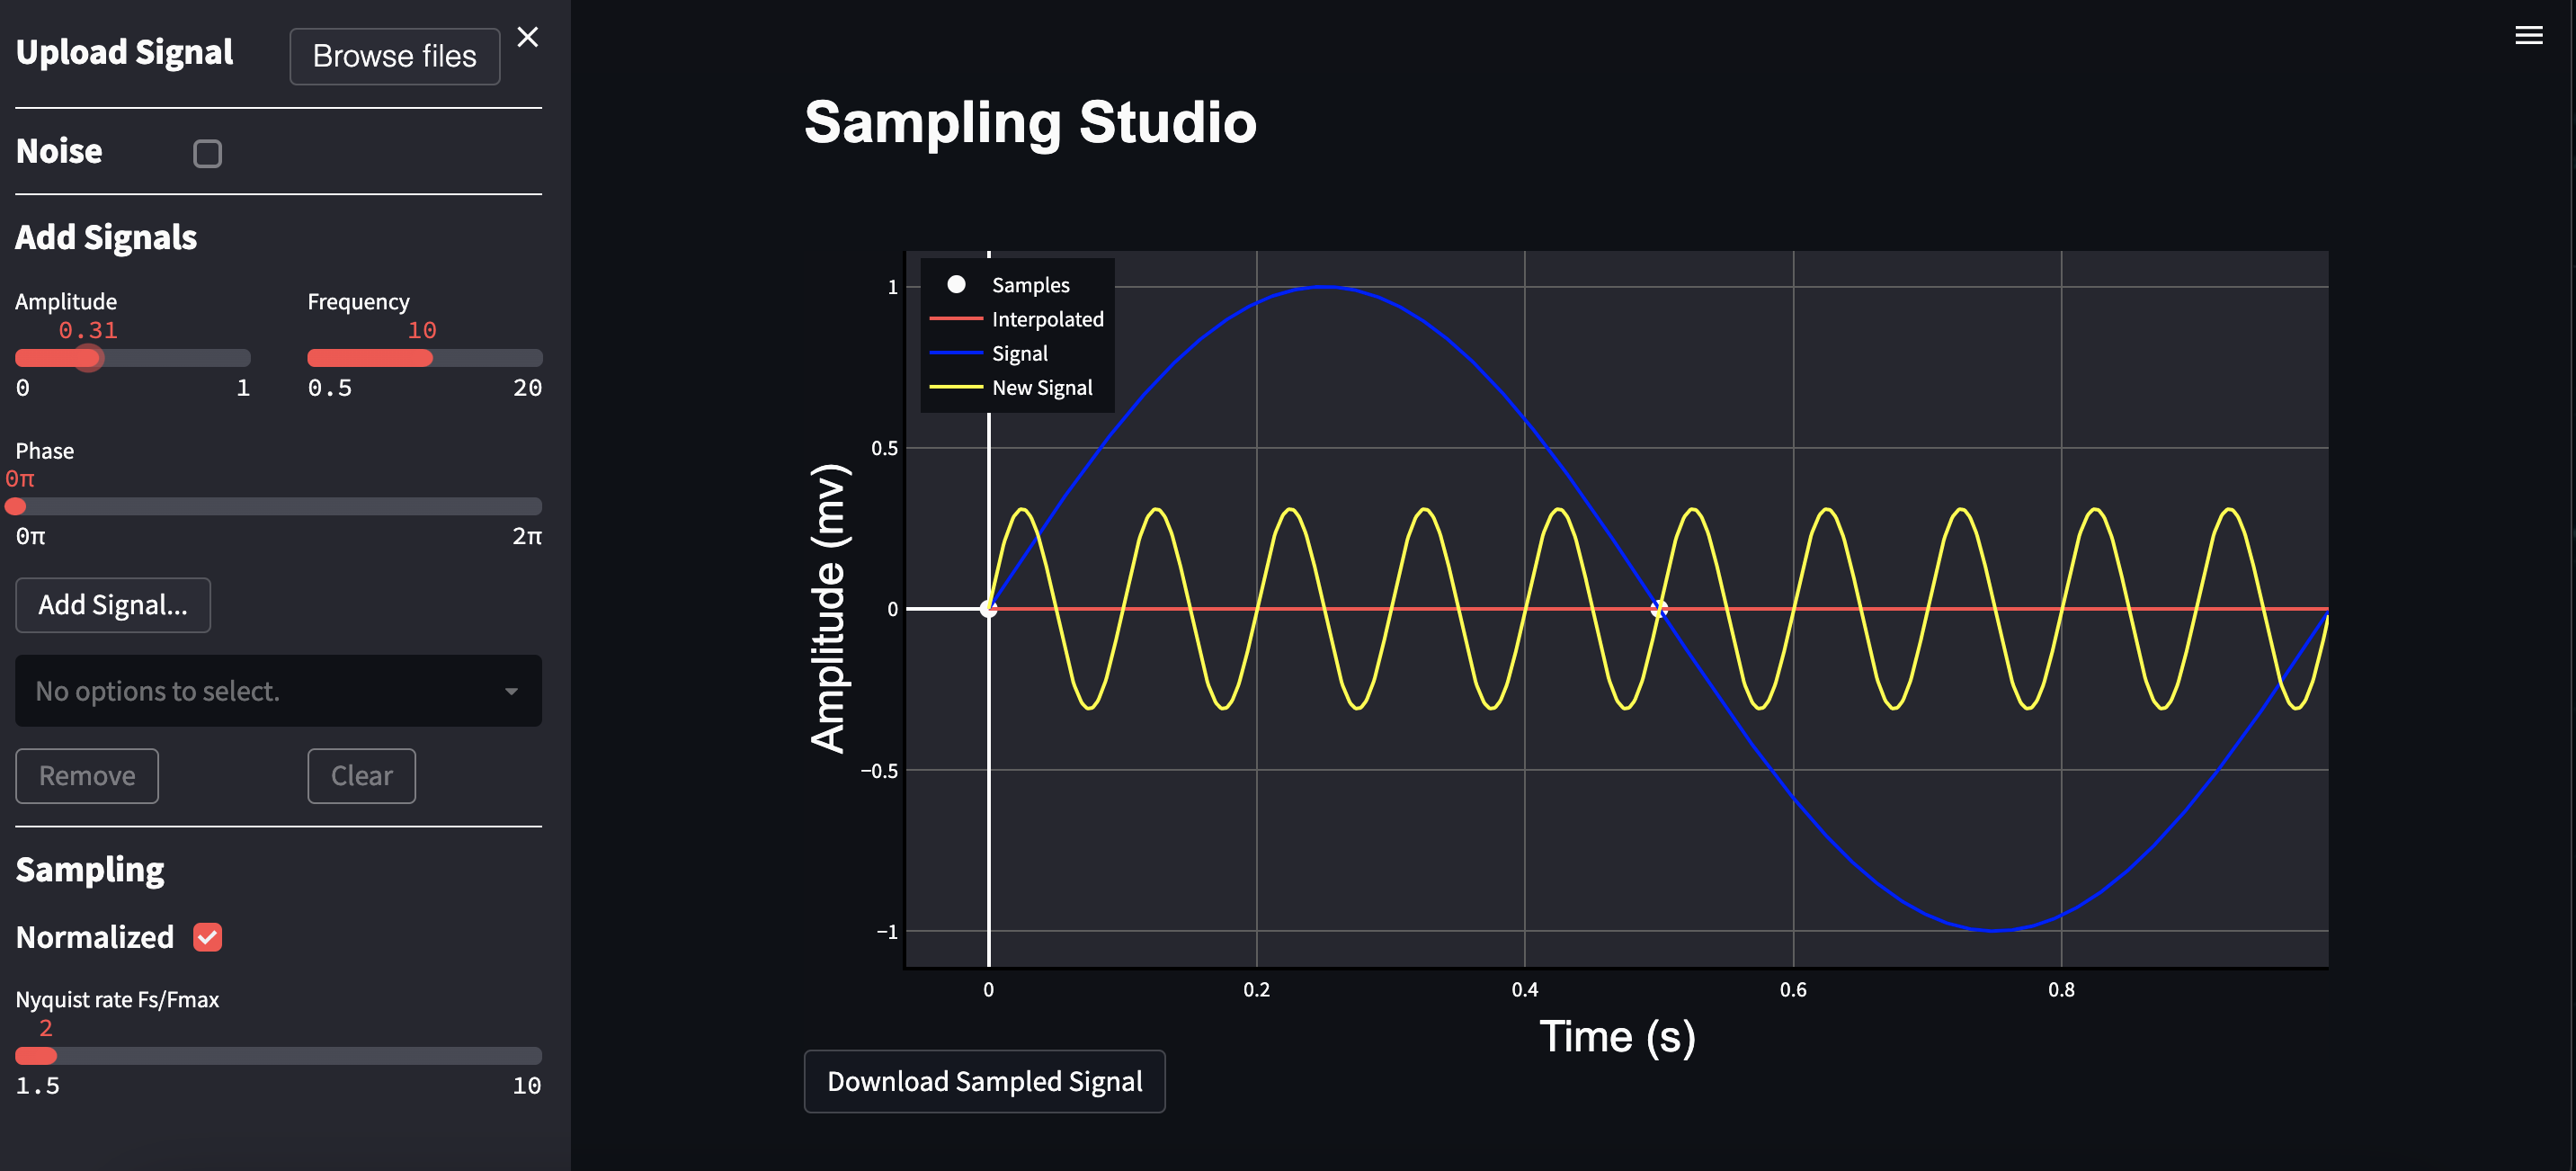 Upload Signal
Browse files
Noise
Add Signals
Amplitude
0.31
0
1
Frequency
10
0.5
20
Phase
0π
0π
2π
Add Signal...
No options to select.
Remove
Clear
Sampling
Normalized
Nyquist rate Fs/Fmax
2
1.5
10
Sampling Studio
Samples
Interpolated
Signal
New Signal
Amplitude (mv)
1
0.5
0
−0.5
−1
0
0.2
0.4
0.6
0.8
Time (s)
Download Sampled Signal